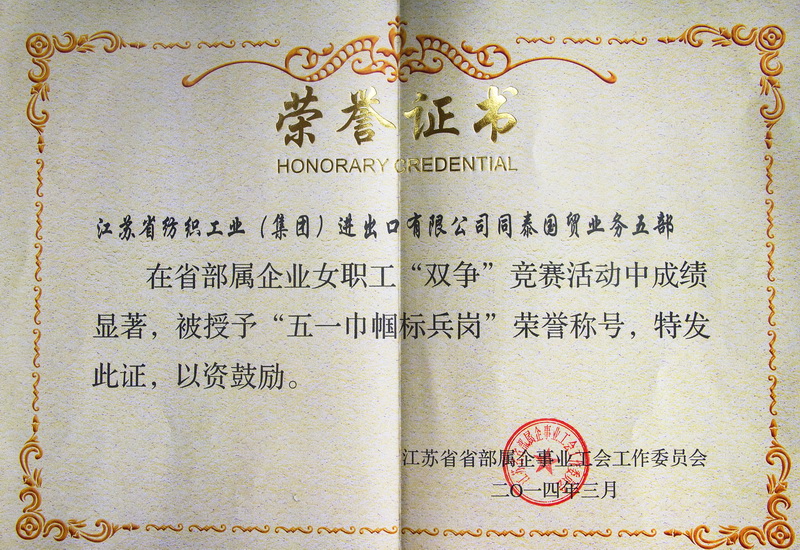 荣誉证书
HONORARY CREDENTIAL
江苏省纺织工业（集团）进出口有限公司同泰国贸业务五部
在省部属企业女职工“双争”竞赛活动中成绩
显著，被授予“五一巾帼标兵岗”荣誉称号，特发
此证，以资鼓励。
江苏省省部属企事业工会工作委员会
二〇一四年三月